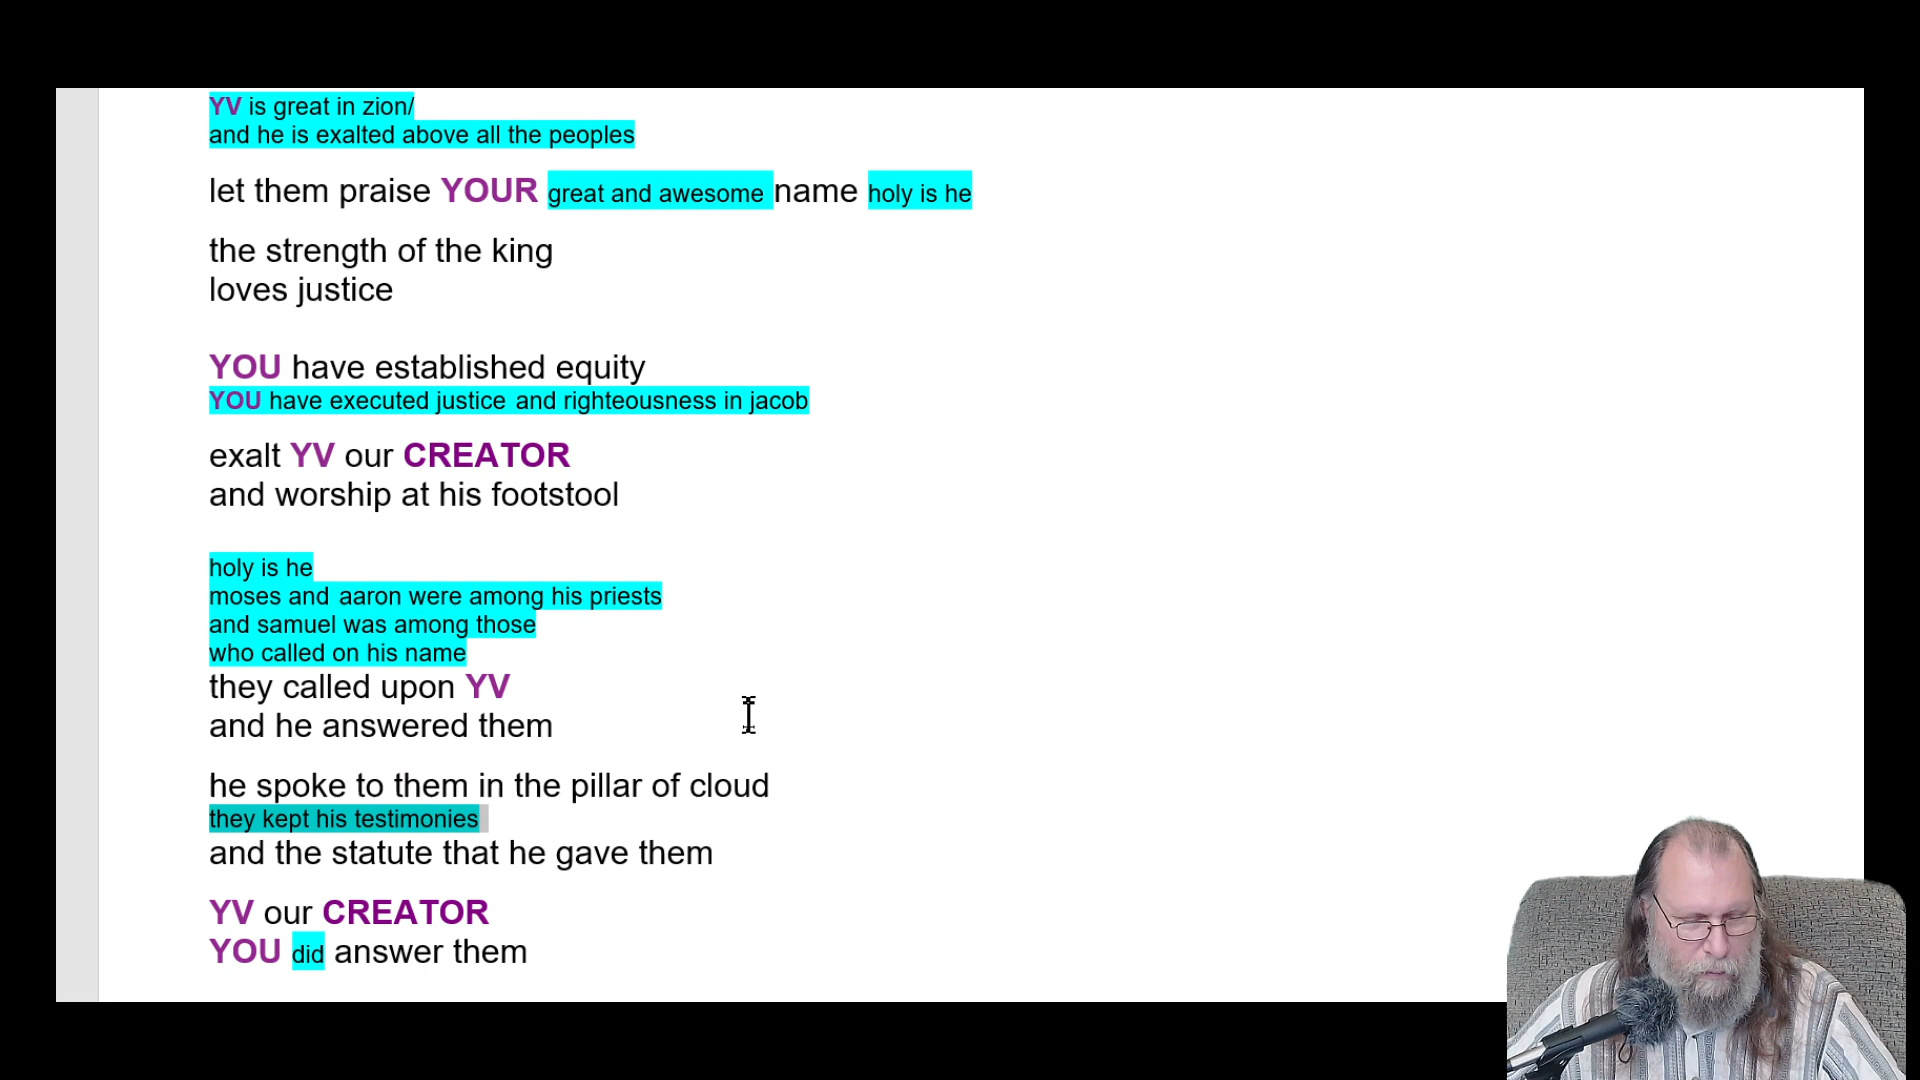 YV is great in zion/
and he is exalted above all the peoples
let them praise YOUR great and awesome name holy is he
the strength of the king
loves justice
YOU have established equity
YOU have executed justice and righteousness in jacob
exalt YV our CREATOR
and worship at his footstool
holy is he
moses and aaron were among his priests
and samuel was among those
who called on his name
they called upon YV
and he answered them
he spoke to them in the pillar of cloud
they kept his testimonies
and the statute that he gave them
YV our CREATOR
YOU did answer them